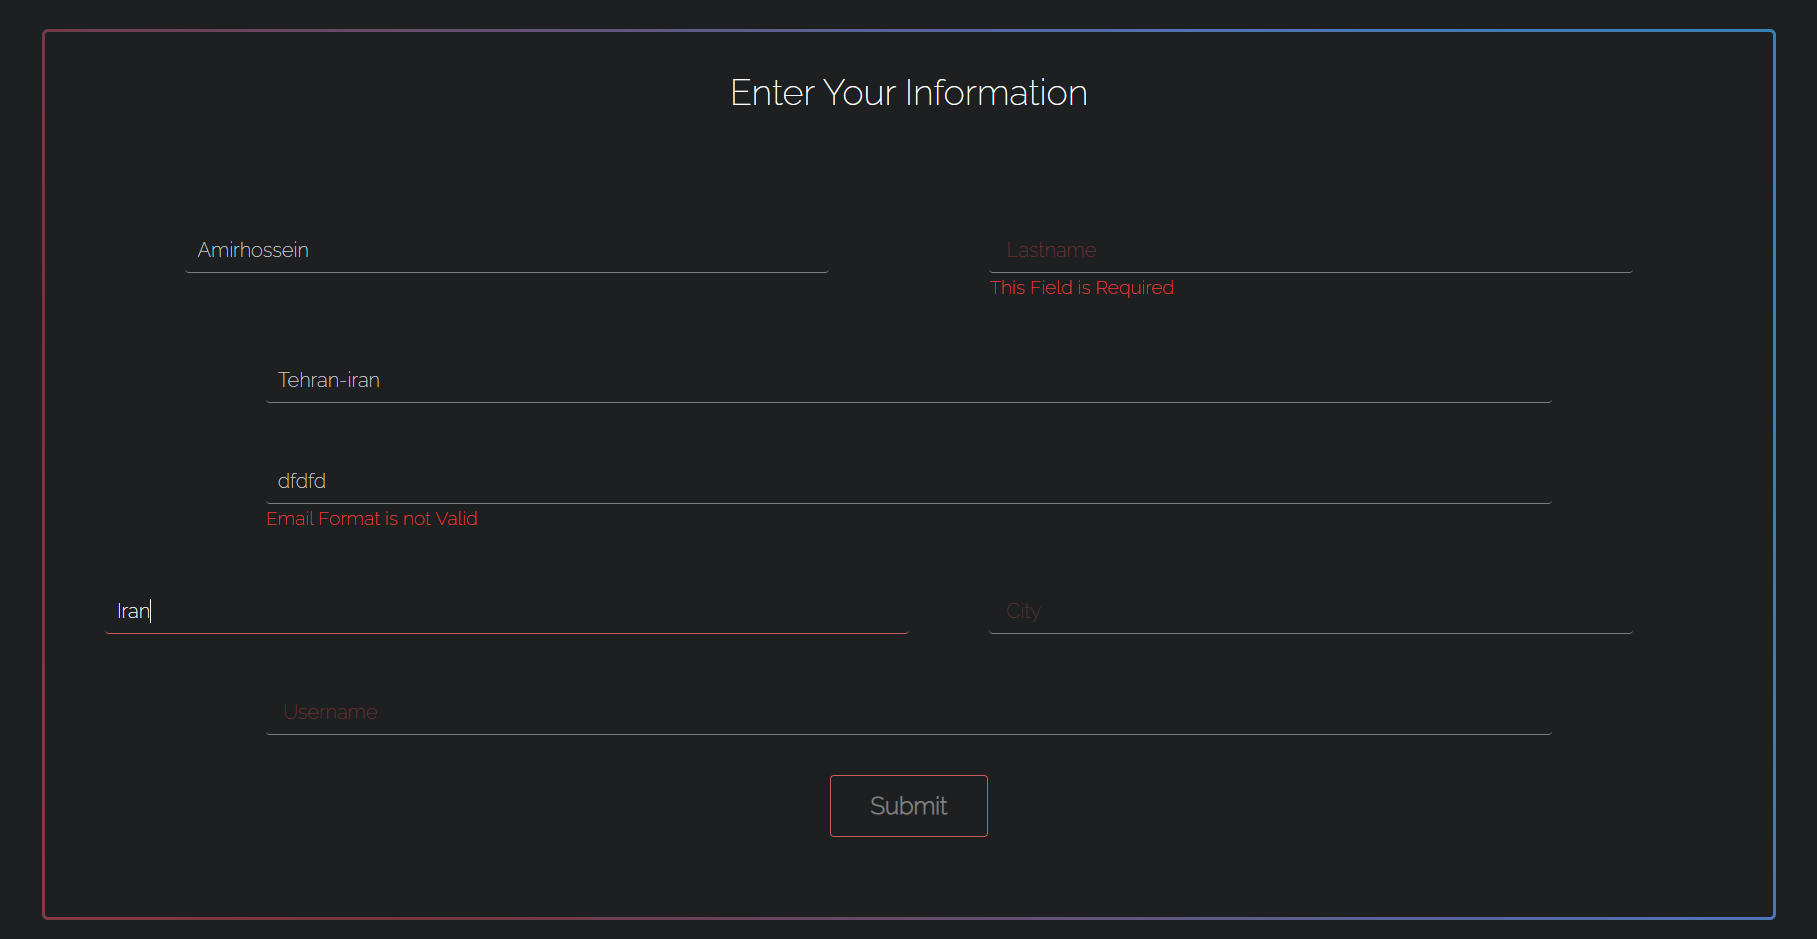 Enter Your Information
Amirhossein
Lastname
This Field is Required
Tehran-iran
dfdfd
Email Format is not Valid
Iran
City
Username
Submit